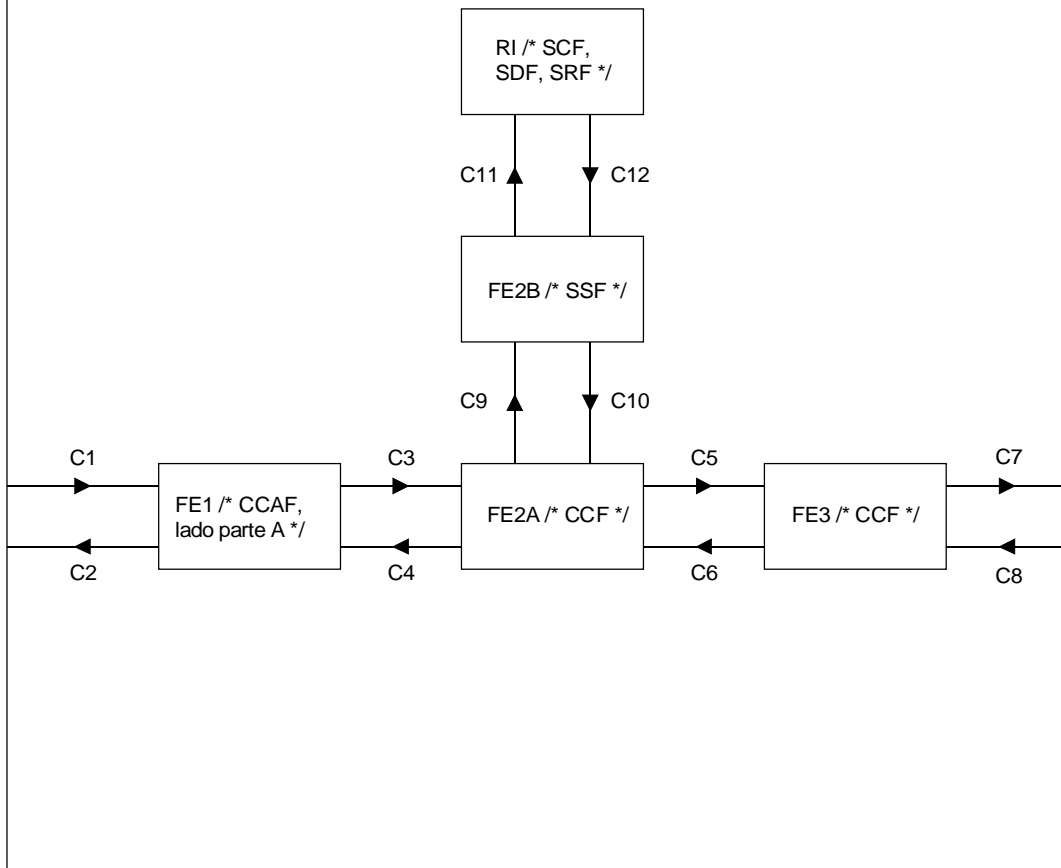 RI /* SCF,
SDF, SRF */
C11
C12
FE2B /* SSF */
C9
C10
C1
C3
C5
C7
FE1 /* CCAF,
lado parte A */
FE2A /* CCF */
FE3 /* CCF */
C2
C4
C6
C8